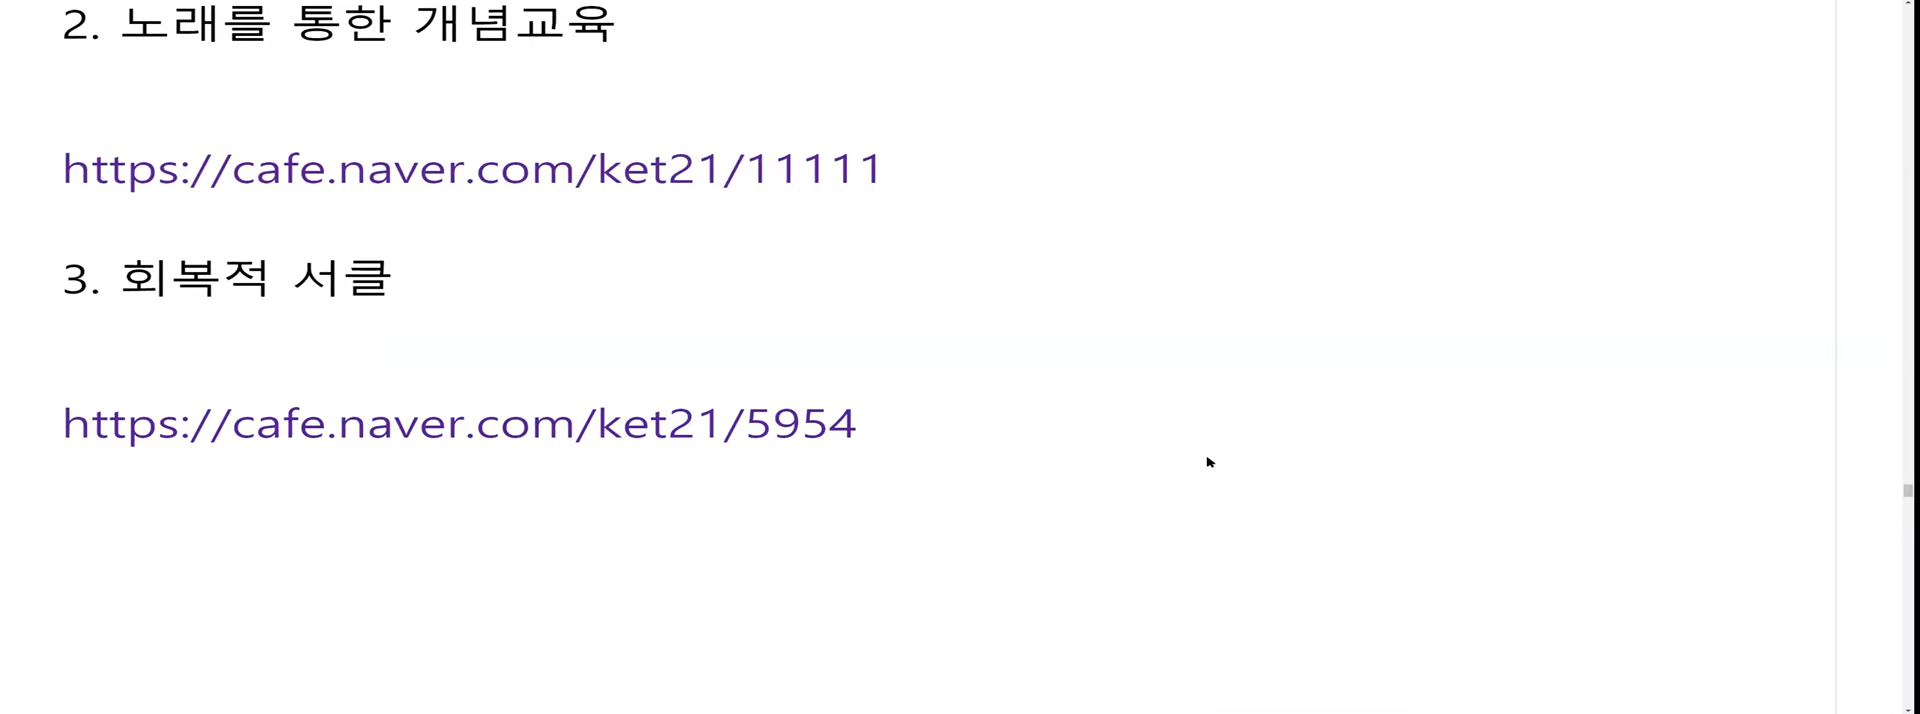 2. 노래를 통한 개념교육
https://cafe.naver.com/ket21/11111
3. 회복적 서클
https://cafe.naver.com/ket21/5954